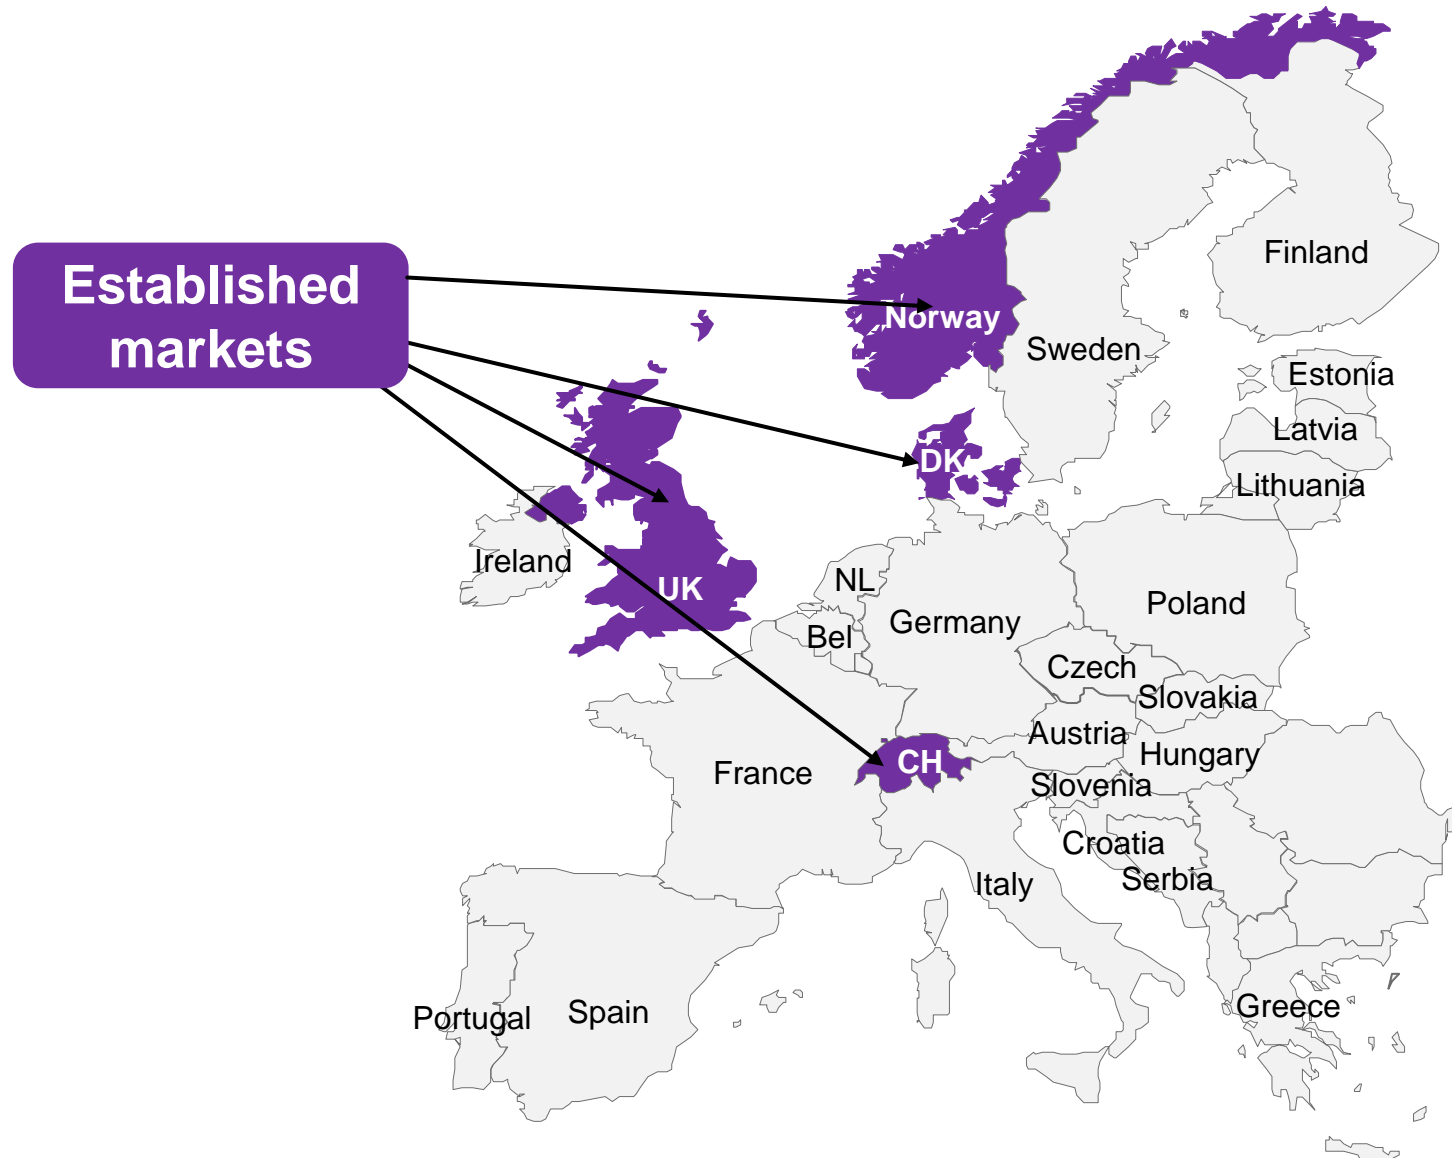 Established
markets
Norway
Finland
Sweden
Estonia
Latvia
DK
Lithuania
Ireland
UK
NL
Poland
Bel
Germany
Czech
Slovakia
Austria
Hungary
CH
France
Slovenia
Croatia
Serbia
Italy
Portugal
Spain
Greece